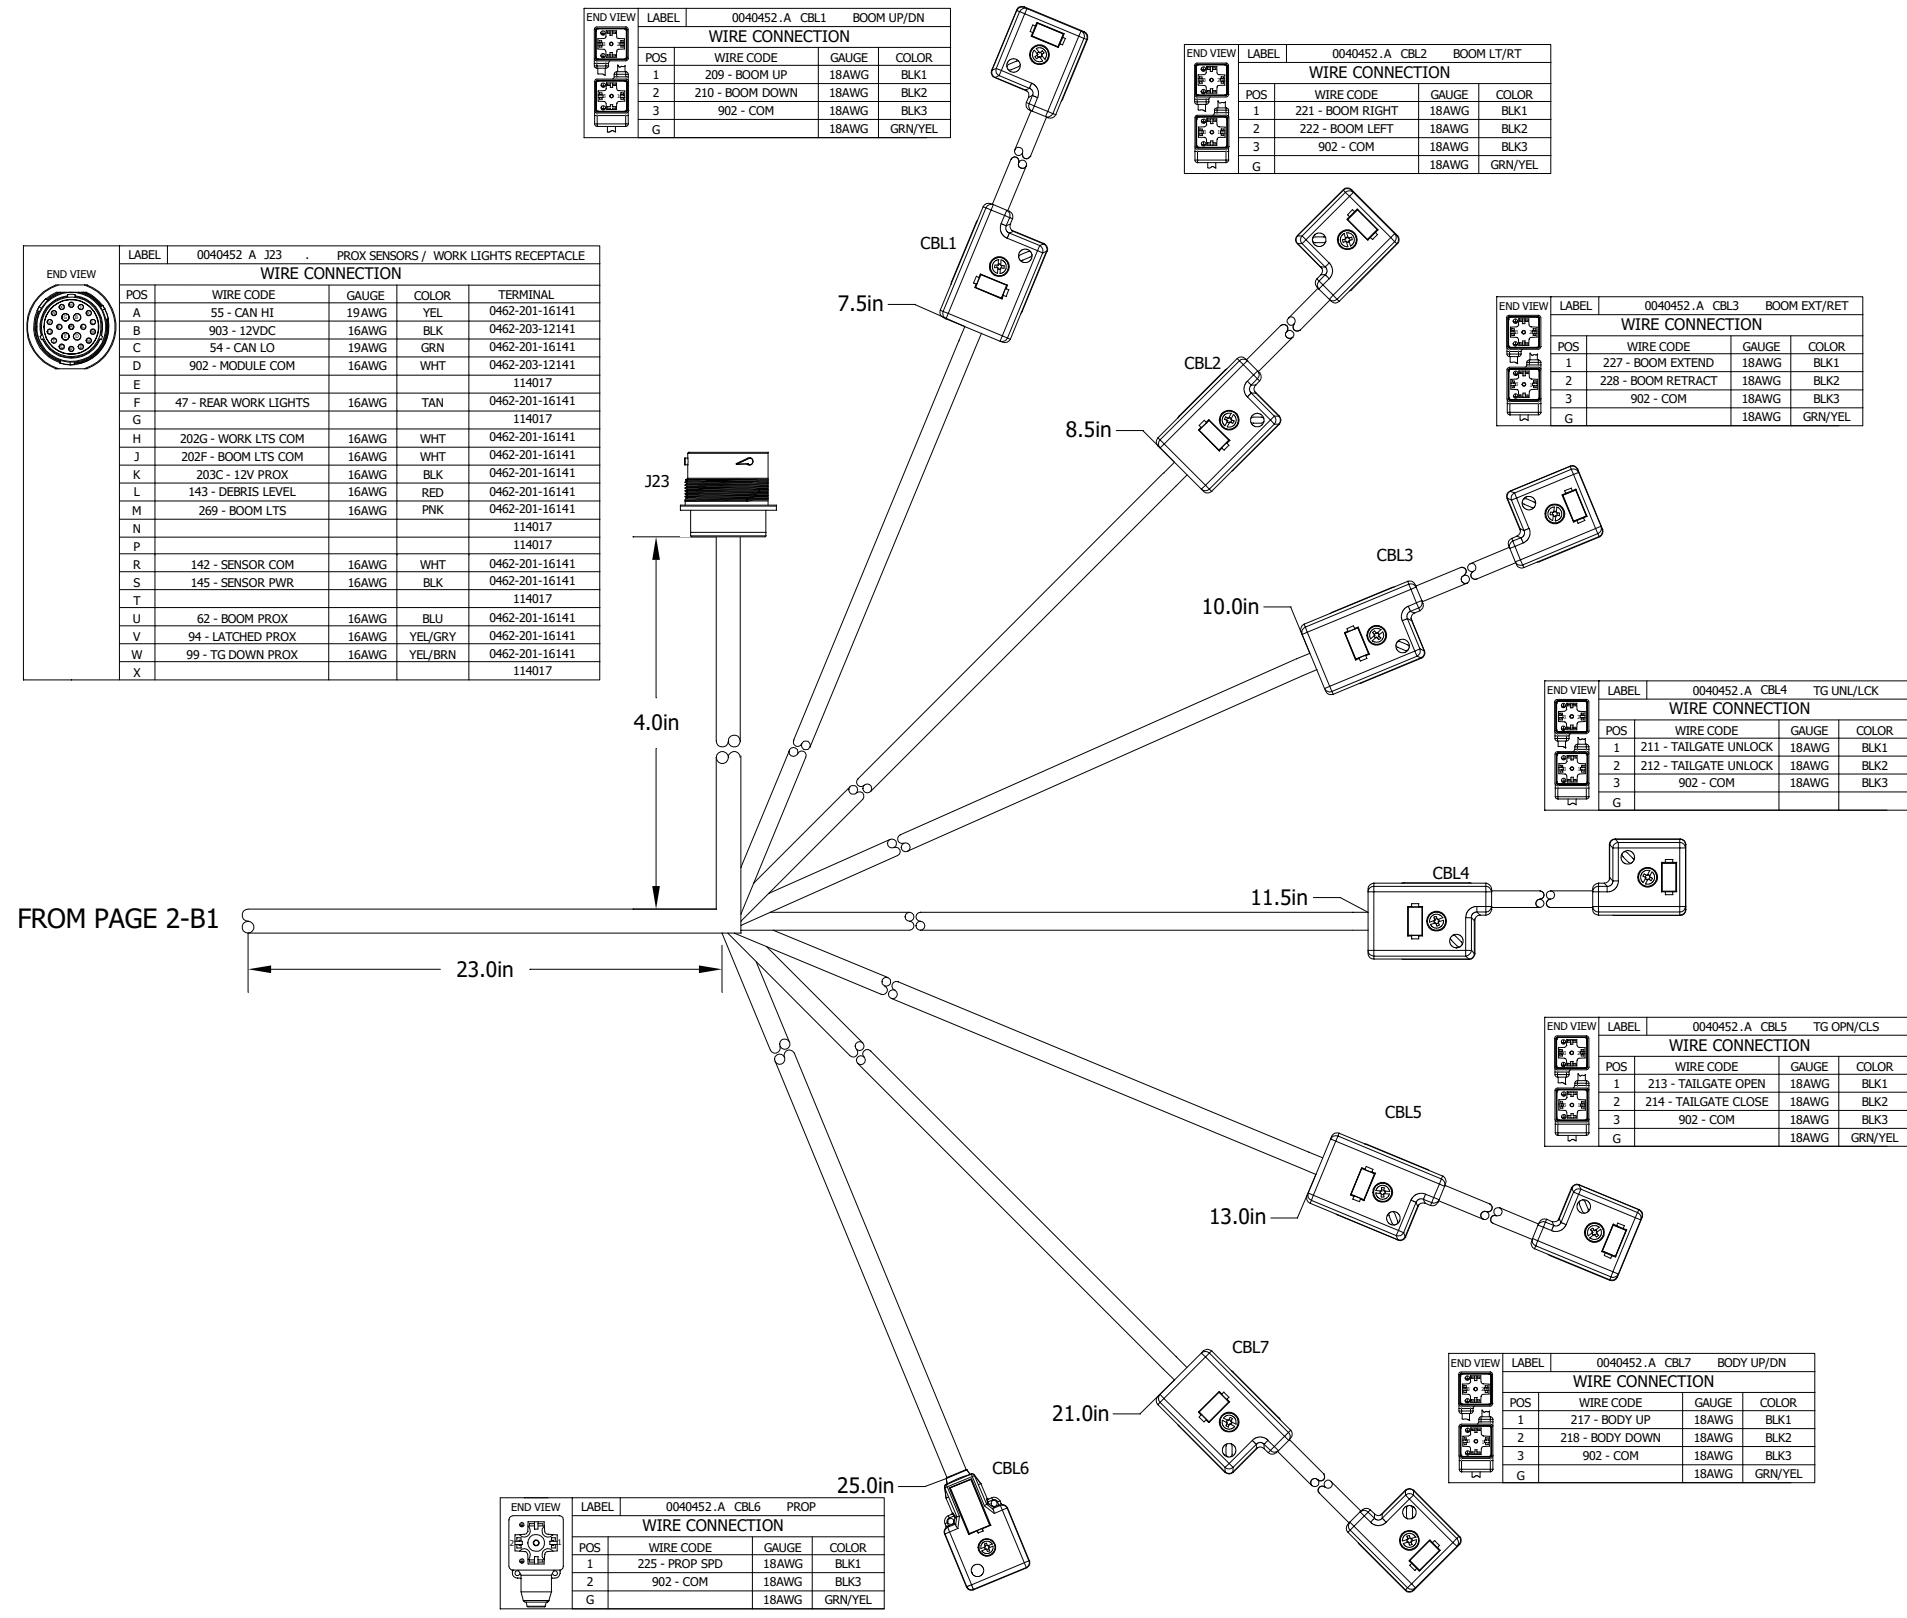 END VIEW LABEL 0040452.A CBL1 BOOM UP/DN
WIRE CONNECTION
POS WIRE CODE GAUGE COLOR
1 209 - BOOM UP 18AWG BLK1
2 210 - BOOM DOWN 18AWG BLK2
3 902 - COM 18AWG BLK3
G 18AWG GRN/YEL
END VIEW LABEL 0040452.A CBL2 BOOM LT/RT
WIRE CONNECTION
POS WIRE CODE GAUGE COLOR
1 221 - BOOM RIGHT 18AWG BLK1
2 222 - BOOM LEFT 18AWG BLK2
3 902 - COM 18AWG BLK3
G 18AWG GRN/YEL
LABEL 0040452 A J23 . PROX SENSORS / WORK LIGHTS RECEPTACLE
END VIEW WIRE CONNECTION
POS WIRE CODE GAUGE COLOR TERMINAL
A 55 - CAN HI 19AWG YEL 0462-201-16141
B 903 - 12VDC 16AWG BLK 0462-203-12141
C 54 - CAN LO 19AWG GRN 0462-201-16141
D 902 - MODULE COM 16AWG WHT 0462-203-12141
E 114017
F 47 - REAR WORK LIGHTS 16AWG TAN 0462-201-16141
G 114017
H 202G - WORK LTS COM 16AWG WHT 0462-201-16141
J 202F - BOOM LTS COM 16AWG WHT 0462-201-16141
K 203C - 12V PROX 16AWG BLK 0462-201-16141
L 143 - DEBRIS LEVEL 16AWG RED 0462-201-16141
M 269 - BOOM LTS 16AWG PNK 0462-201-16141
N 114017
P 114017
R 142 - SENSOR COM 16AWG WHT 0462-201-16141
S 145 - SENSOR PWR 16AWG BLK 0462-201-16141
T 114017
U 62 - BOOM PROX 16AWG BLU 0462-201-16141
V 94 - LATCHED PROX 16AWG YEL/GRY 0462-201-16141
W 99 - TG DOWN PROX 16AWG YEL/BRN 0462-201-16141
X 114017
CBL1
7.5in
CBL2
8.5in
END VIEW LABEL 0040452.A CBL3 BOOM EXT/RET
WIRE CONNECTION
POS WIRE CODE GAUGE COLOR
1 227 - BOOM EXTEND 18AWG BLK1
2 228 - BOOM RETRACT 18AWG BLK2
3 902 - COM 18AWG BLK3
G 18AWG GRN/YEL
J23
CBL3
10.0in
4.0in
END VIEW LABEL 0040452.A CBL4 TG UNL/LCK
WIRE CONNECTION
POS WIRE CODE GAUGE COLOR
1 211 - TAILGATE UNLOCK 18AWG BLK1
2 212 - TAILGATE UNLOCK 18AWG BLK2
3 902 - COM 18AWG BLK3
G
CBL4
11.5in
FROM PAGE 2-B1
23.0in
END VIEW LABEL 0040452.A CBL5 TG OPN/CLS
WIRE CONNECTION
POS WIRE CODE GAUGE COLOR
1 213 - TAILGATE OPEN 18AWG BLK1
2 214 - TAILGATE CLOSE 18AWG BLK2
3 902 - COM 18AWG BLK3
G 18AWG GRN/YEL
CBL5
13.0in
CBL7
21.0in
END VIEW LABEL 0040452.A CBL7 BODY UP/DN
WIRE CONNECTION
POS WIRE CODE GAUGE COLOR
1 217 - BODY UP 18AWG BLK1
2 218 - BODY DOWN 18AWG BLK2
3 902 - COM 18AWG BLK3
G 18AWG GRN/YEL
CBL6
25.0in
END VIEW LABEL 0040452.A CBL6 PROP
WIRE CONNECTION
POS WIRE CODE GAUGE COLOR
1 225 - PROP SPD 18AWG BLK1
2 902 - COM 18AWG BLK3
G 18AWG GRN/YEL